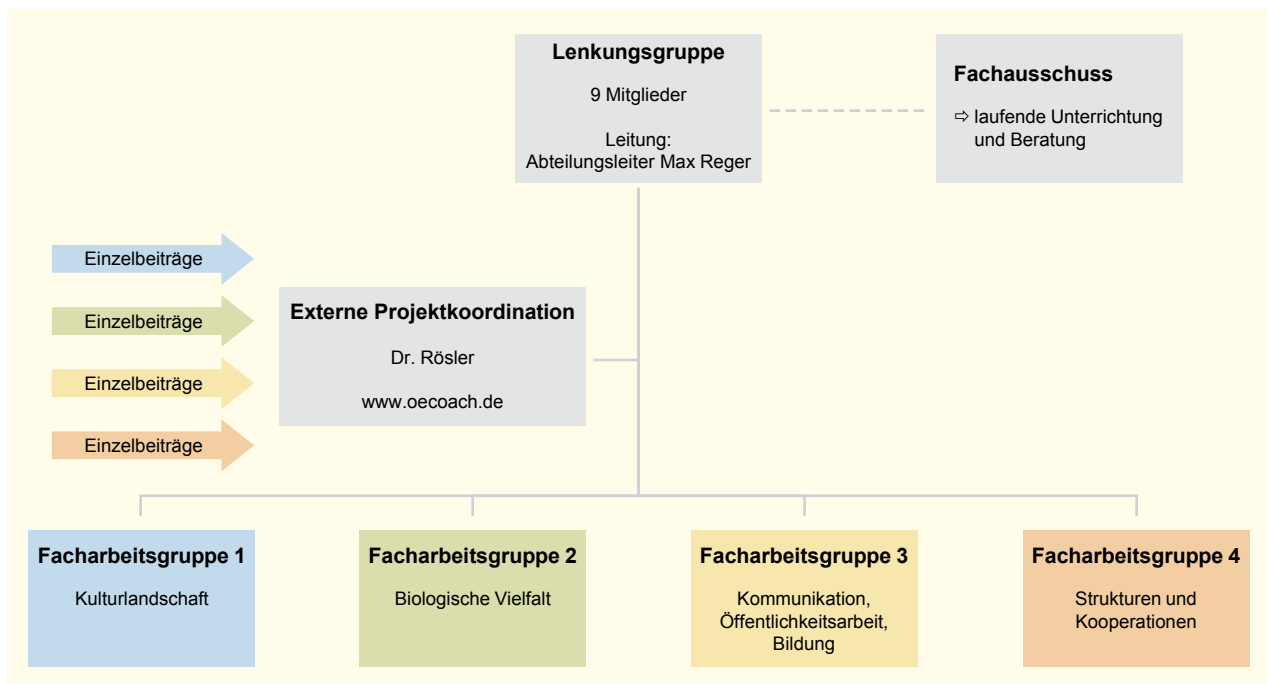 Lenkungsgruppe
9 Mitglieder
Leitung:
Abteilungsleiter Max Reger
Fachausschuss
⇨ laufende Unterrichtung
und Beratung
Einzelbeiträge
Einzelbeiträge
Einzelbeiträge
Einzelbeiträge
Externe Projektkoordination
Dr. Rösler
www.oecoach.de
Facharbeitsgruppe 1
Kulturlandschaft
Facharbeitsgruppe 2
Biologische Vielfalt
Facharbeitsgruppe 3
Kommunikation,
Öffentlichkeitsarbeit,
Bildung
Facharbeitsgruppe 4
Strukturen und
Kooperationen